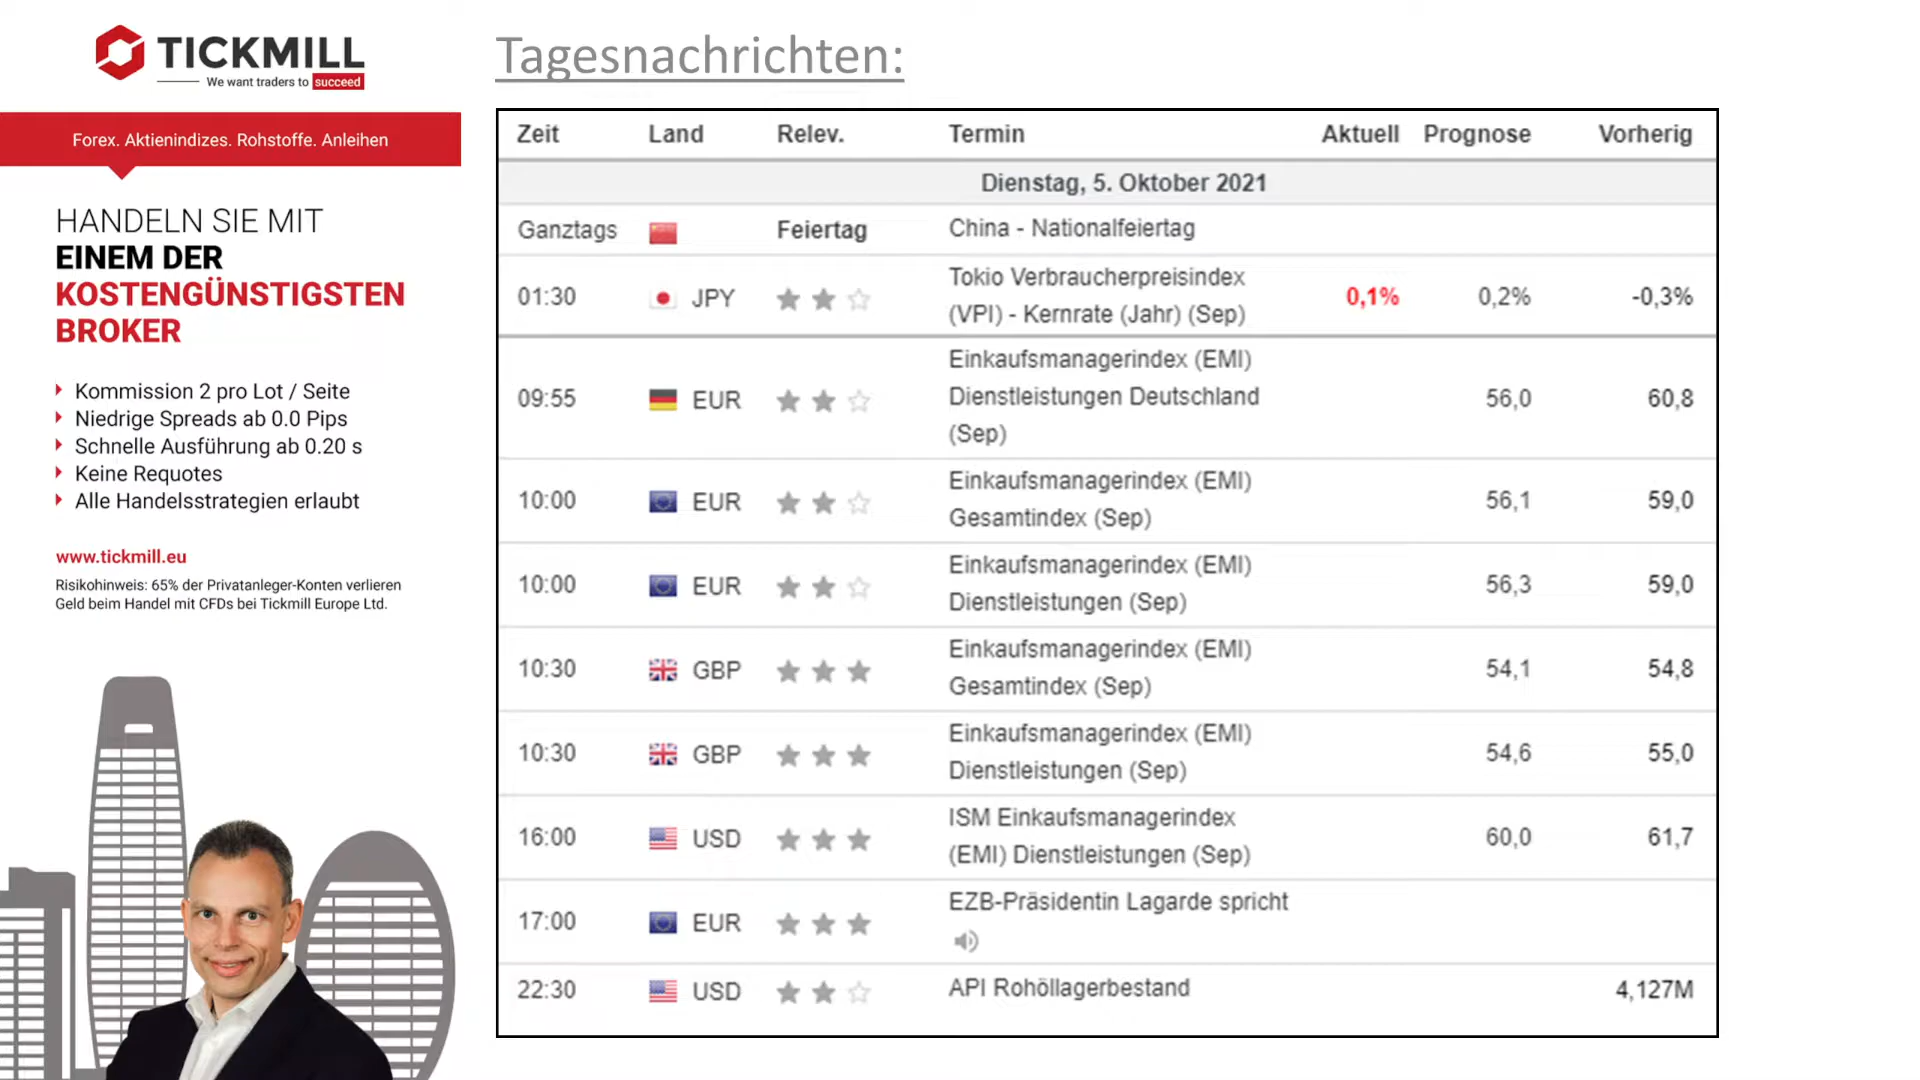 TICKMILL
We want traders to succeed
Forex. Aktienindizes. Rohstoffe. Anleihen
HANDELN SIE MIT
EINEM DER
KOSTENGÜNSTIGSTEN
BROKER
Kommission 2 pro Lot / Seite
Niedrige Spreads ab 0.0 Pips
Schnelle Ausführung ab 0.20 s
Keine Requotes
Alle Handelsstrategien erlaubt
www.tickmill.eu
Risikohinweis: 65% der Privatanleger-Konten verlieren
Geld beim Handel mit CFDs bei Tickmill Europe Ltd.
Tagesnachrichten:
Zeit Land Relev. Termin Aktuell Prognose Vorherig
Dienstag, 5. Oktober 2021
Ganztags Feiertag China - Nationalfeiertag
01:30 JPY Tokio Verbraucherpreisindex
(VPI) - Kernrate (Jahr) (Sep) 0,1% 0,2% -0,3%
09:55 EUR Einkaufsmanagerindex (EMI)
Dienstleistungen Deutschland
(Sep) 56,0 60,8
10:00 EUR Einkaufsmanagerindex (EMI)
Gesamtindex (Sep) 56,1 59,0
10:00 EUR Einkaufsmanagerindex (EMI)
Dienstleistungen (Sep) 56,3 59,0
10:30 GBP Einkaufsmanagerindex (EMI)
Gesamtindex (Sep) 54,1 54,8
10:30 GBP Einkaufsmanagerindex (EMI)
Dienstleistungen (Sep) 54,6 55,0
16:00 USD ISM Einkaufsmanagerindex
(EMI) Dienstleistungen (Sep) 60,0 61,7
17:00 EUR EZB-Präsidentin Lagarde spricht
22:30 USD API Rohöllagerbestand 4,127M